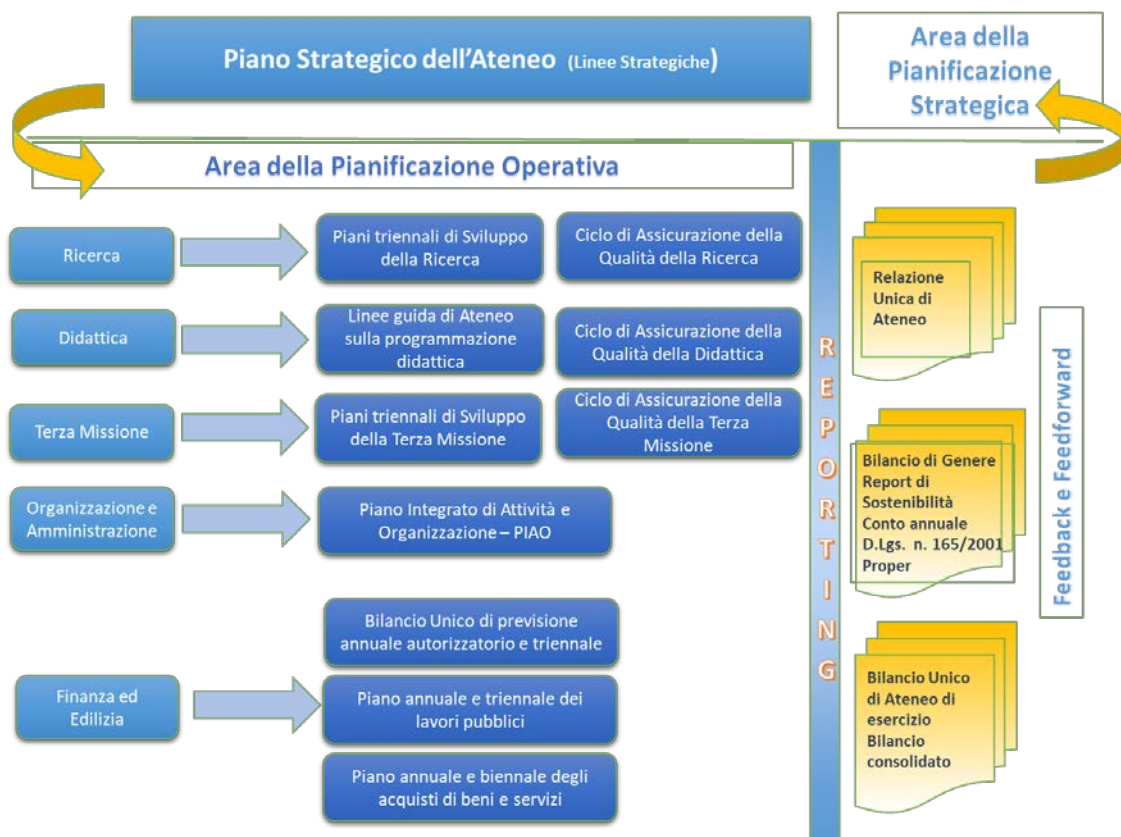 Piano Strategico dell'Ateneo (Linee Strategiche)
Area della
Pianificazione
Strategica
Area della Pianificazione Operativa
Ricerca
Piani triennali di Sviluppo
della Ricerca
Ciclo di Assicurazione della
Qualità della Ricerca
Didattica
Linee guida di Ateneo
sulla programmazione
didattica
Ciclo di Assicurazione della
Qualità della Didattica
Terza Missione
Piani triennali di Sviluppo
della Terza Missione
Ciclo di Assicurazione della
Qualità della Terza
Missione
Organizzazione e
Amministrazione
Piano Integrato di Attività e
Organizzazione – PIAO
Finanza ed
Edilizia
Bilancio Unico di previsione
annuale autorizzatorio e triennale
Piano annuale e triennale dei
lavori pubblici
Piano annuale e biennale degli
acquisti di beni e servizi
REPORTING
Relazione
Unica di
Ateneo
Bilancio di Genere
Report di
Sostenibilità
Conto annuale
D.Lgs. n. 165/2001
Proper
Bilancio Unico
di Ateneo di
esercizio
Bilancio
consolidato
Feedback e Feedforward